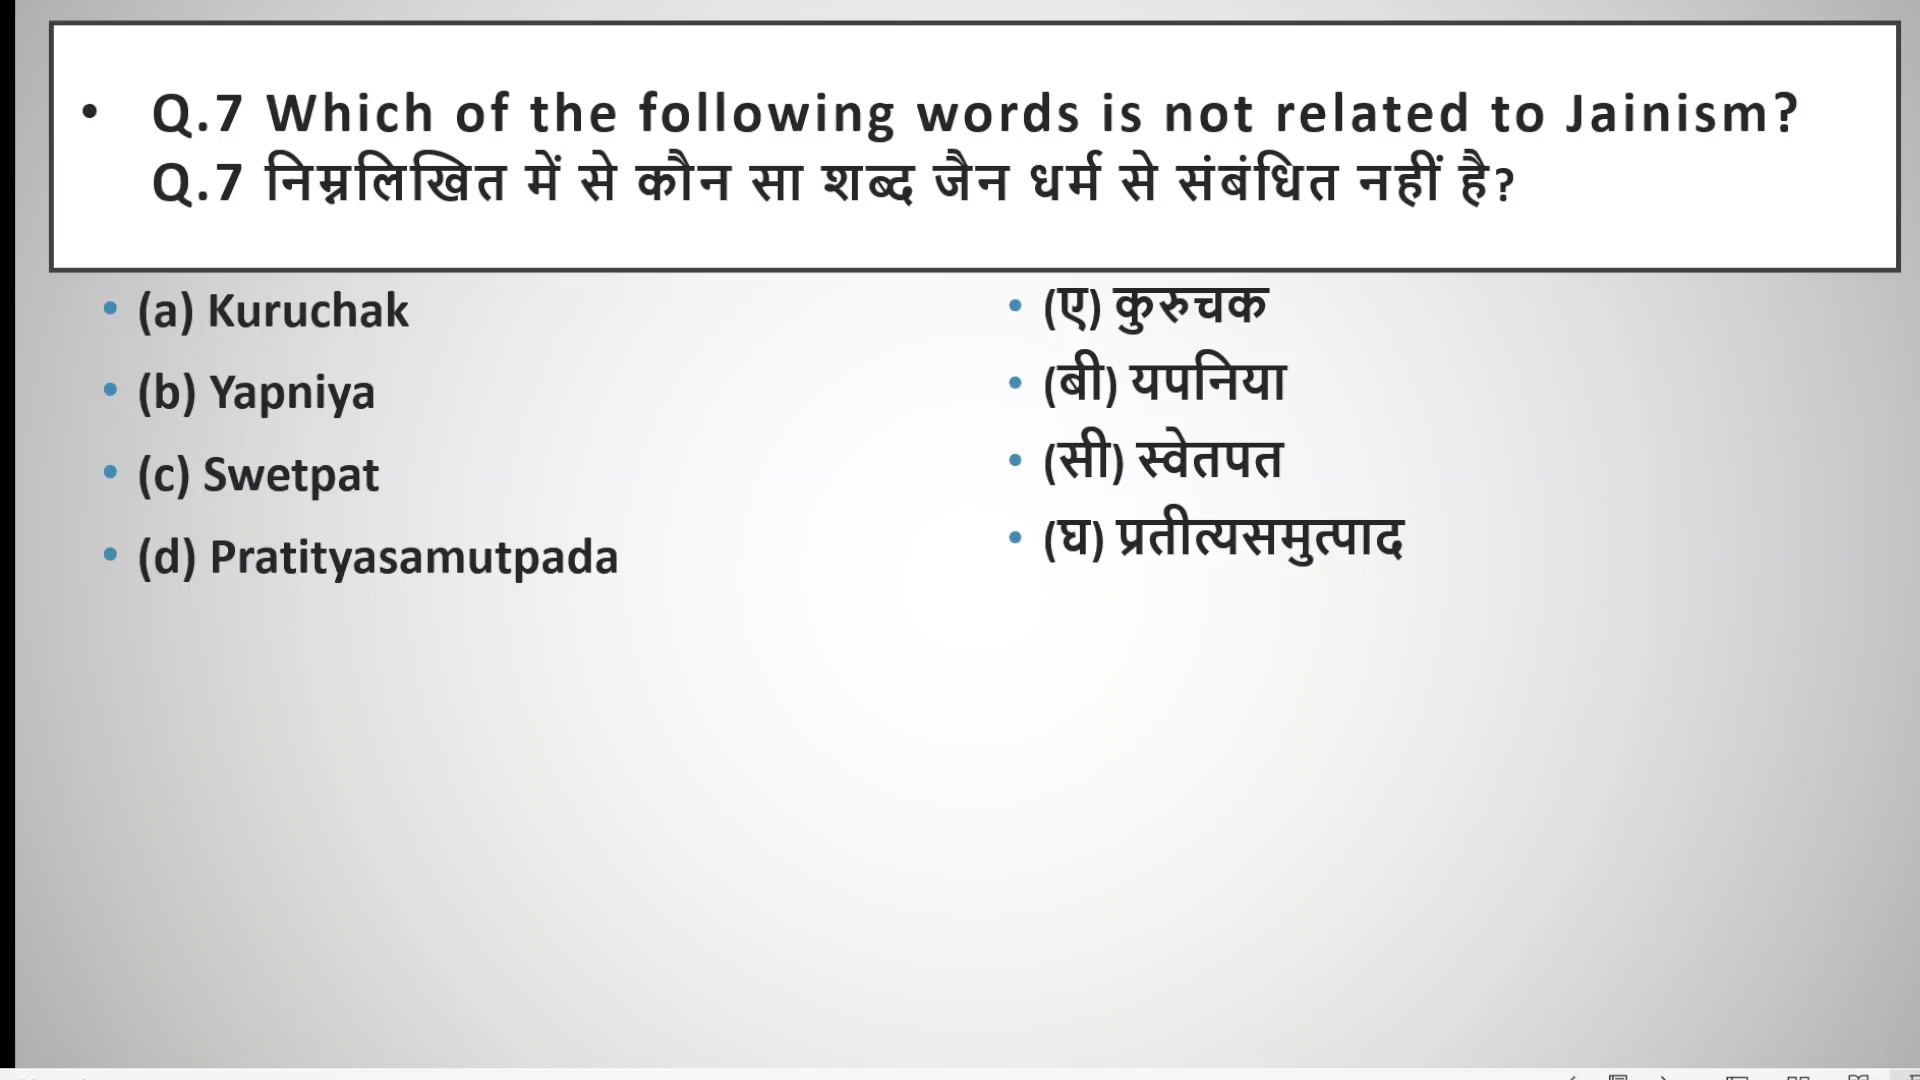 • Q.7 Which of the following words is not related to Jainism?
Q.7 निम्नलिखित में से कौन सा शब्द जैन धर्म से संबंधित नहीं है?
• (a) Kuruchak
• (b) Yapniya
• (c) Swetpat
• (d) Pratityasamutpada
• (ए) कुरुचक
• (बी) यपनिया
• (सी) स्वेतपत
• (घ) प्रतीत्यसमुत्पाद